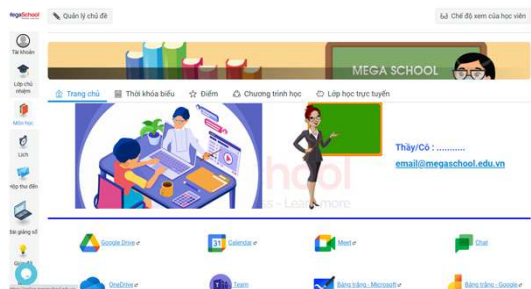 MegaSchool
Quản lý chủ đề
Chế độ xem của học viên
Tài khoản
Lớp chủ nhiệm
Môn học
Lịch
Hộp thư đến
Bài giảng số
MEGA SCHOOL
Trang chủ
Thời khóa biểu
Điểm
Chương trình học
Lớp học trực tuyến
Thầy/Cô : ...........
email@megaschool.edu.vn
Google Drive
31
Calendar
Meet
Chat
OneDrive
Team
Bảng trắng - Microsoft
Bảng trắng - Google